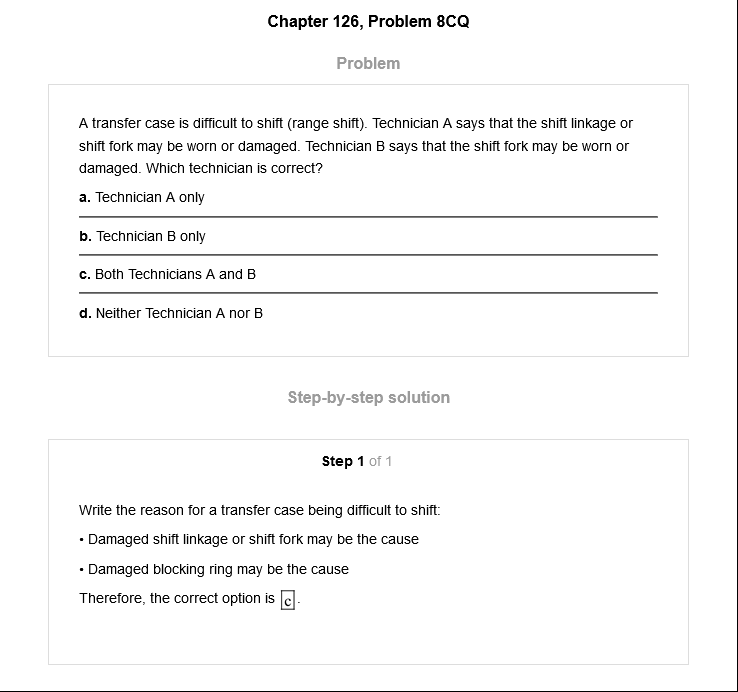 Chapter 126, Problem 8CQ
Problem
A transfer case is difficult to shift (range shift). Technician A says that the shift linkage or
shift fork may be worn or damaged. Technician B says that the shift fork may be worn or
damaged. Which technician is correct?
a. Technician A only
b. Technician B only
c. Both Technicians A and B
d. Neither Technician A nor B
Step-by-step solution
Step 1 of 1
Write the reason for a transfer case being difficult to shift:
• Damaged shift linkage or shift fork may be the cause
• Damaged blocking ring may be the cause
Therefore, the correct option is c.